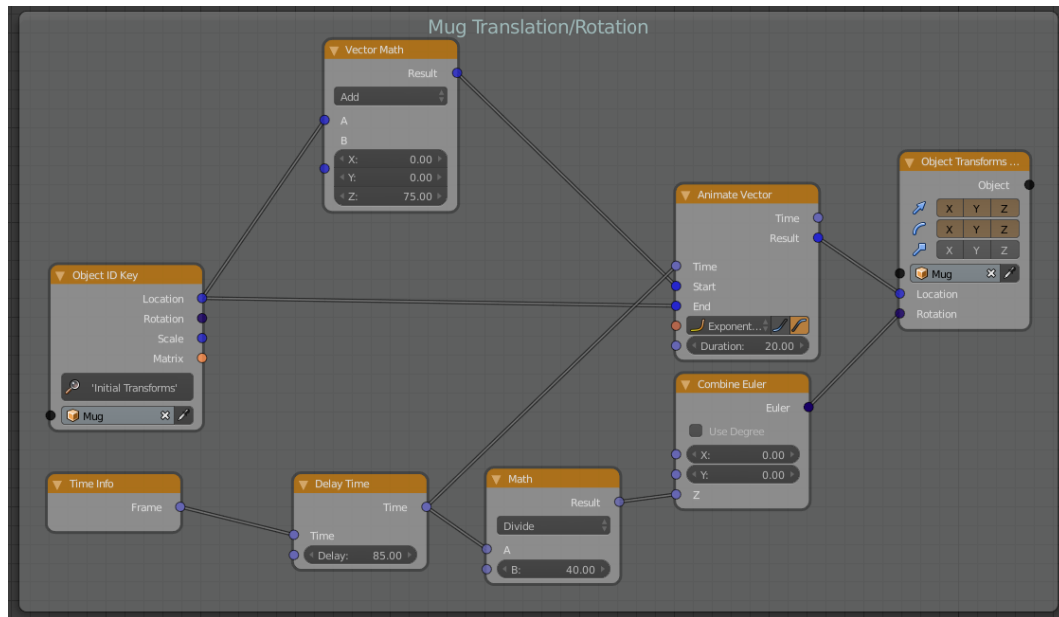 Mug Translation/Rotation
Vector Math
Result
Add
A
B
X: 0.00
Y: 0.00
Z: 75.00
Object ID Key
Location
Rotation
Scale
Matrix
'Initial Transforms'
Mug
Time Info
Frame
Delay Time
Time
Time
Delay: 85.00
Math
Result
Divide
A
B: 40.00
Animate Vector
Time
Result
Time
Start
End
Exponent...
Duration: 20.00
Combine Euler
Euler
Use Degree
X: 0.00
Y: 0.00
Z
Object Transforms ...
Object
X Y Z
X Y Z
X Y Z
Mug
Location
Rotation